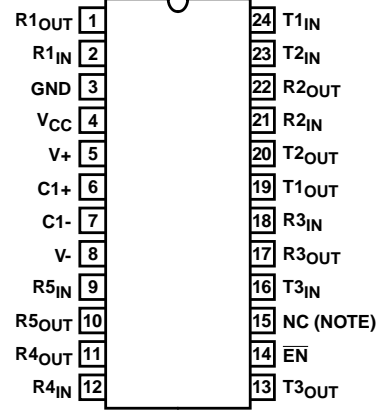 R1OUT 1
R1IN 2
GND 3
VCC 4
V+ 5
C1+ 6
C1- 7
V- 8
R5IN 9
R5OUT 10
R4OUT 11
R4IN 12
24 T1IN
23 T2IN
22 R2OUT
21 R2IN
20 T2OUT
19 T1OUT
18 R3IN
17 R3OUT
16 T3IN
15 NC (NOTE)
14 E̅N̅
13 T3OUT